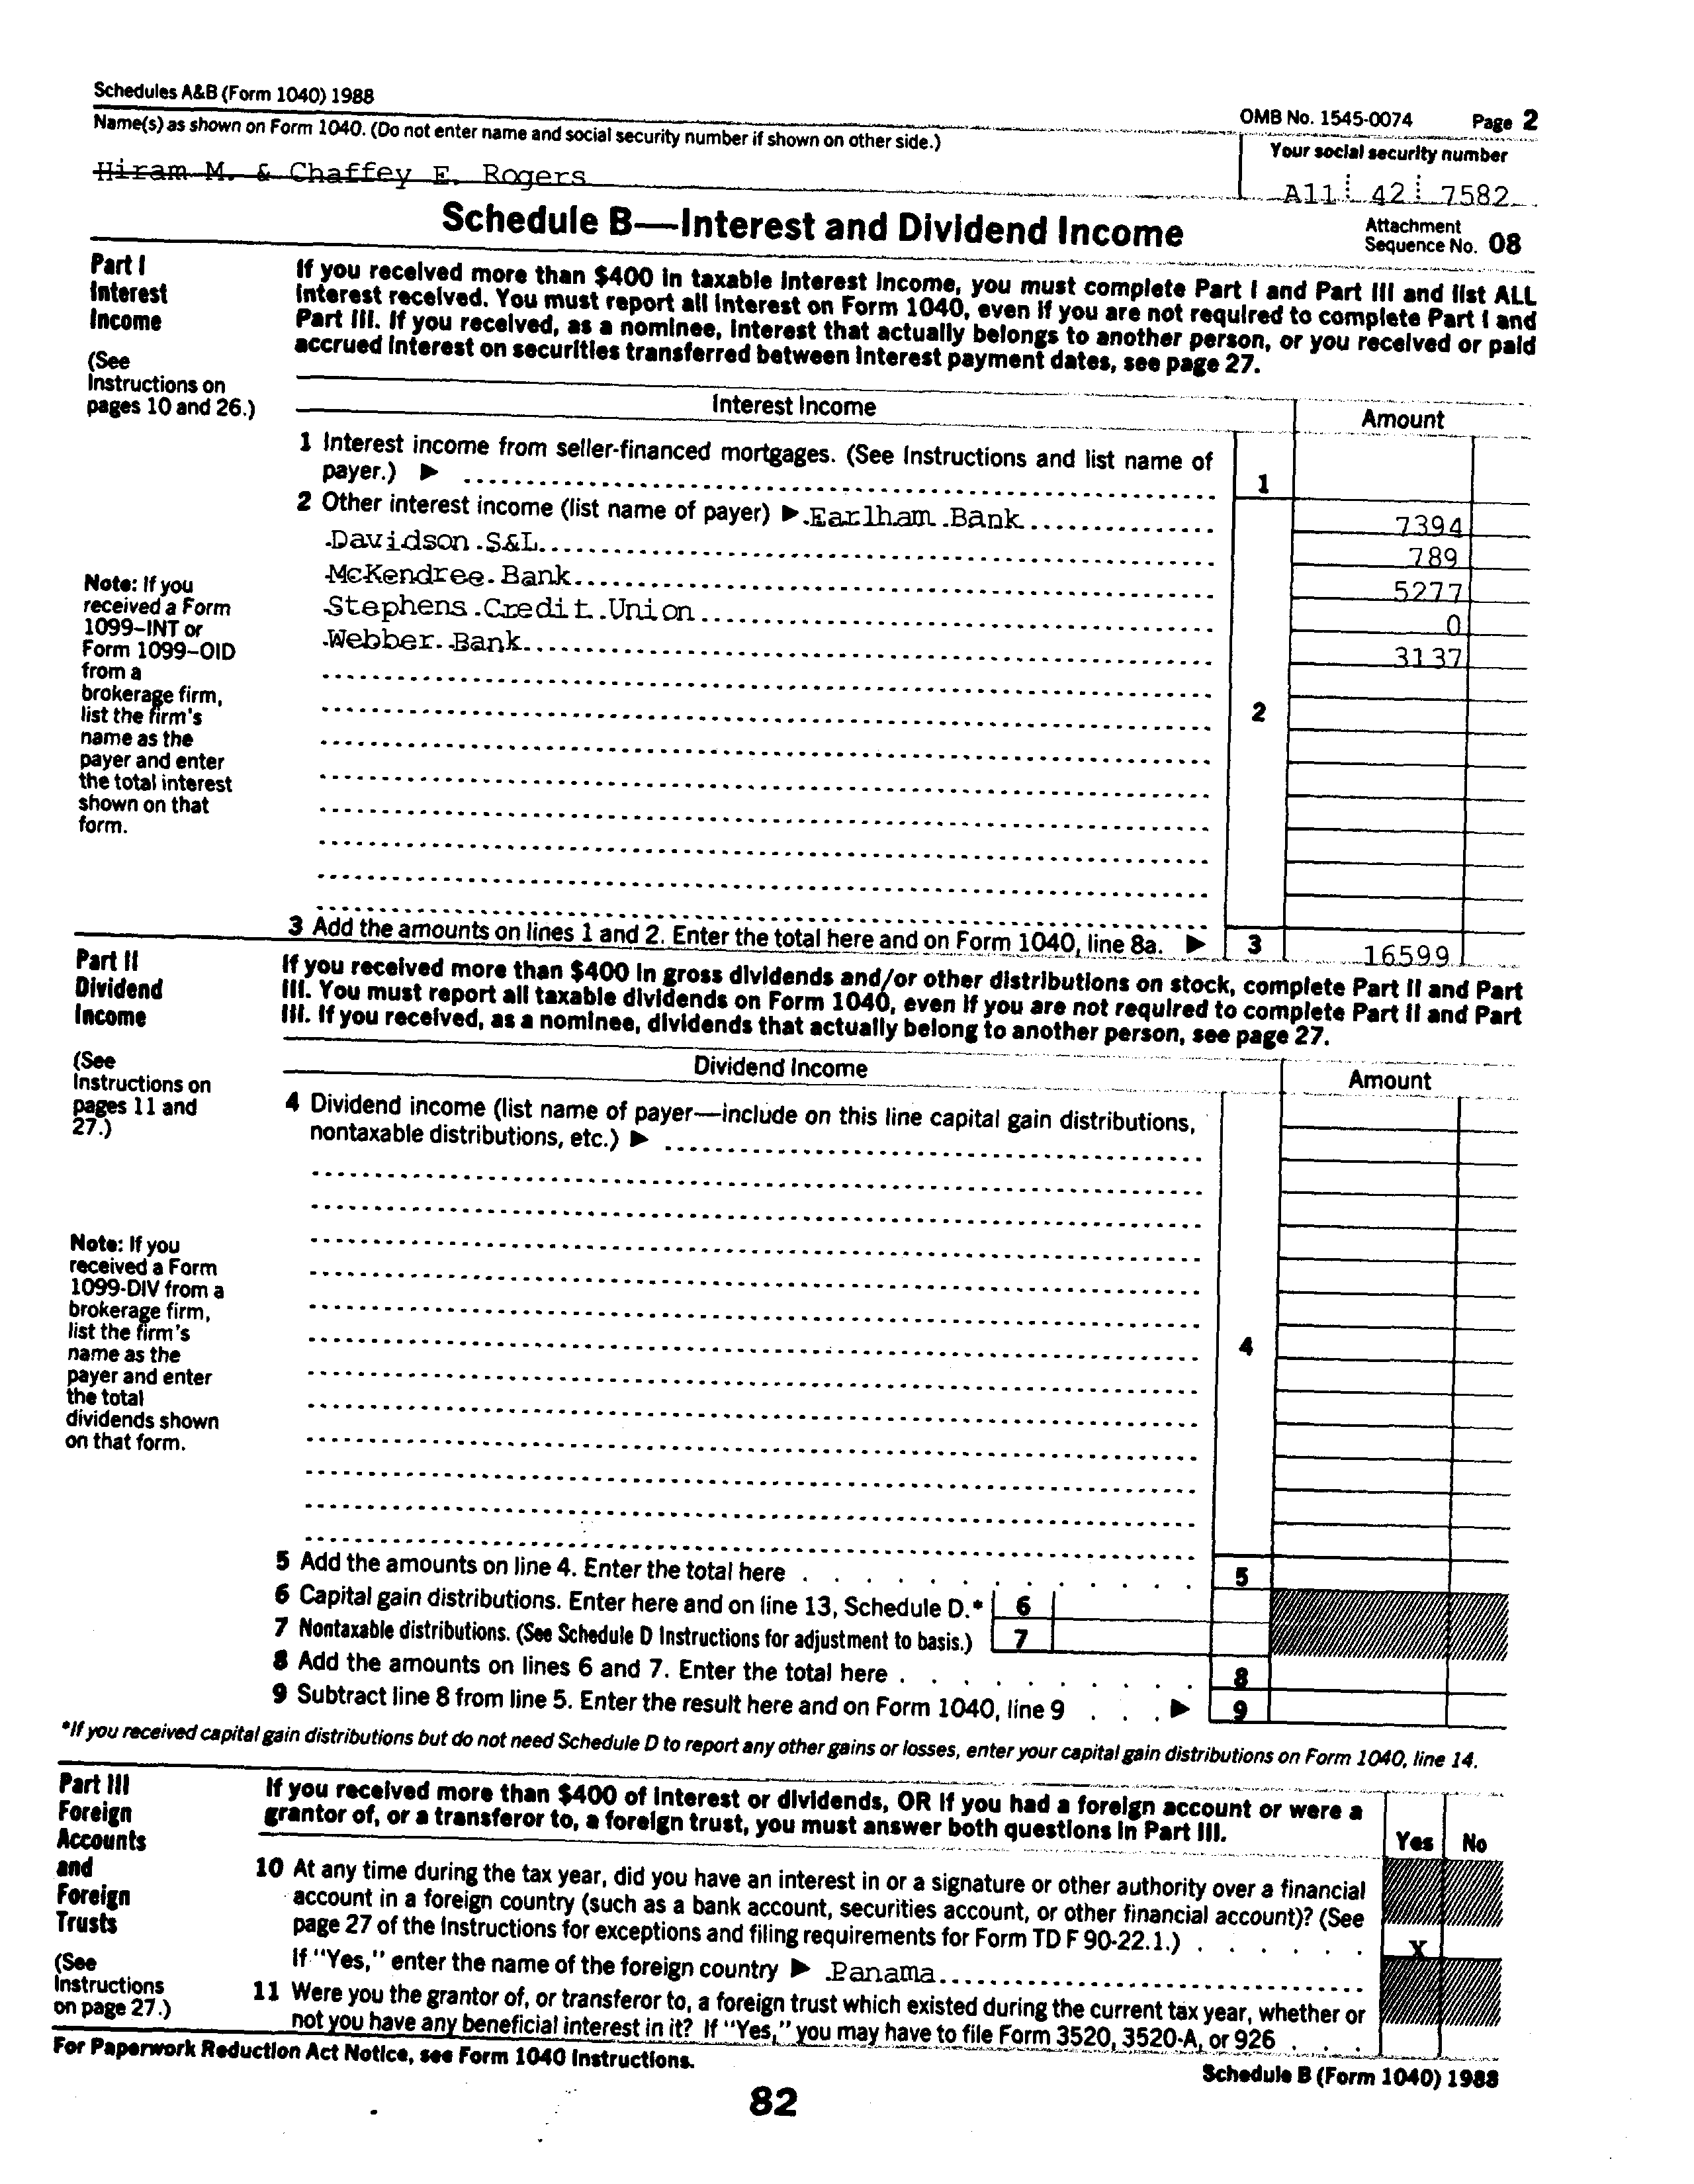 Schedules A&B (Form 1040) 1988
OMB No. 1545-0074 Page 2
Name(s) as shown on Form 1040. (Do not enter name and social security number if shown on other side.)
Your social security number
Hiram M. & Chaffey E. Rogers
A11 42 7582
Schedule B—Interest and Dividend Income
Attachment
Sequence No. 08
Part I
Interest
Income
(See
Instructions on
pages 10 and 26.)
If you received more than $400 in taxable interest income, you must complete Part I and Part III and list ALL
interest received. You must report all interest on Form 1040, even if you are not required to complete Part I and
Part III. If you received, as a nominee, interest that actually belongs to another person, or you received or paid
accrued interest on securities transferred between interest payment dates, see page 27.
Interest Income
Amount
1 Interest income from seller-financed mortgages. (See Instructions and list name of
payer.) ▶
1
2 Other interest income (list name of payer) ▶ Earlham Bank 7394
Davidson S&L 789
McKendree Bank 5277
Stephens Credit Union 0
Webber Bank 3137
2
Note: If you
received a Form
1099–INT or
Form 1099–OID
from a
brokerage firm,
list the firm's
name as the
payer and enter
the total interest
shown on that
form.
3 Add the amounts on lines 1 and 2. Enter the total here and on Form 1040, line 8a. ▶ 3 16599
Part II
Dividend
Income
(See
Instructions on
pages 11 and
27.)
If you received more than $400 in gross dividends and/or other distributions on stock, complete Part II and Part
III. You must report all taxable dividends on Form 1040, even if you are not required to complete Part II and Part
III. If you received, as a nominee, dividends that actually belong to another person, see page 27.
Dividend Income
Amount
4 Dividend income (list name of payer—include on this line capital gain distributions,
nontaxable distributions, etc.) ▶
4
Note: If you
received a Form
1099-DIV from a
brokerage firm,
list the firm's
name as the
payer and enter
the total
dividends shown
on that form.
5 Add the amounts on line 4. Enter the total here . . . . . . . . . . . . 5
6 Capital gain distributions. Enter here and on line 13, Schedule D.* 6
7 Nontaxable distributions. (See Schedule D Instructions for adjustment to basis.) 7
8 Add the amounts on lines 6 and 7. Enter the total here . . . . . . . . . . 8
9 Subtract line 8 from line 5. Enter the result here and on Form 1040, line 9 . . . ▶ 9
*If you received capital gain distributions but do not need Schedule D to report any other gains or losses, enter your capital gain distributions on Form 1040, line 14.
Part III
Foreign
Accounts
and
Foreign
Trusts
(See
Instructions
on page 27.)
If you received more than $400 of interest or dividends, OR if you had a foreign account or were a
grantor of, or a transferor to, a foreign trust, you must answer both questions in Part III.
Yes No
10 At any time during the tax year, did you have an interest in or a signature or other authority over a financial
account in a foreign country (such as a bank account, securities account, or other financial account)? (See
page 27 of the Instructions for exceptions and filing requirements for Form TD F 90-22.1.) . . . . . . X
If "Yes," enter the name of the foreign country ▶ Panama
11 Were you the grantor of, or transferor to, a foreign trust which existed during the current tax year, whether or
not you have any beneficial interest in it? If "Yes," you may have to file Form 3520, 3520-A, or 926 . . .
For Paperwork Reduction Act Notice, see Form 1040 Instructions.
Schedule B (Form 1040) 1988
82